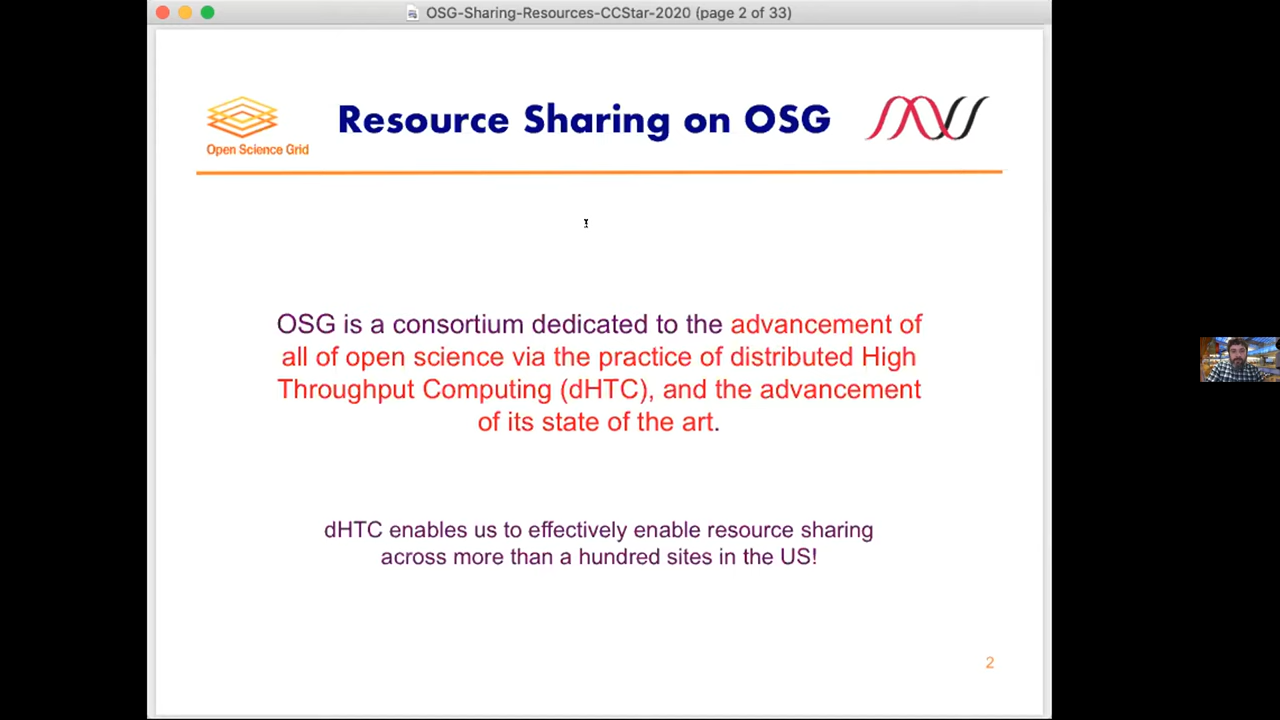 OSG-Sharing-Resources-CCStar-2020 (page 2 of 33)
Resource Sharing on OSG
Open Science Grid
OSG is a consortium dedicated to the advancement of
all of open science via the practice of distributed High
Throughput Computing (dHTC), and the advancement
of its state of the art.
dHTC enables us to effectively enable resource sharing
across more than a hundred sites in the US!
2